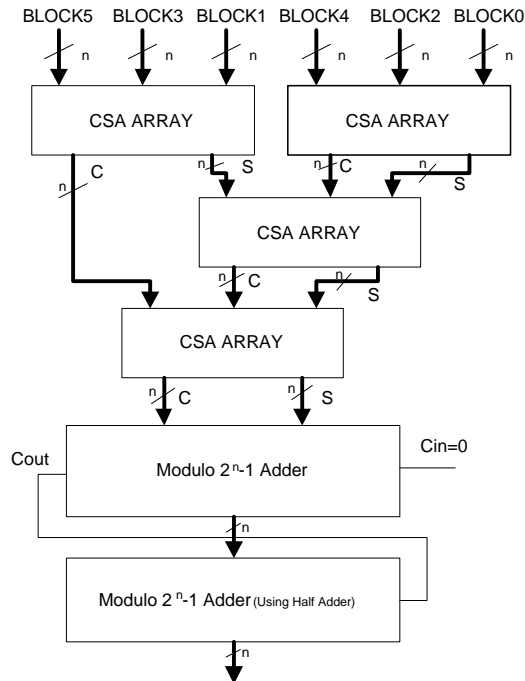 BLOCK5 BLOCK3 BLOCK1 BLOCK4 BLOCK2 BLOCK0
n n n n n n
CSA ARRAY CSA ARRAY
n C n S n C n S
CSA ARRAY
n C n S
CSA ARRAY
n C n S
Cout Modulo 2ⁿ-1 Adder Cin=0
n
Modulo 2ⁿ-1 Adder(Using Half Adder)
n